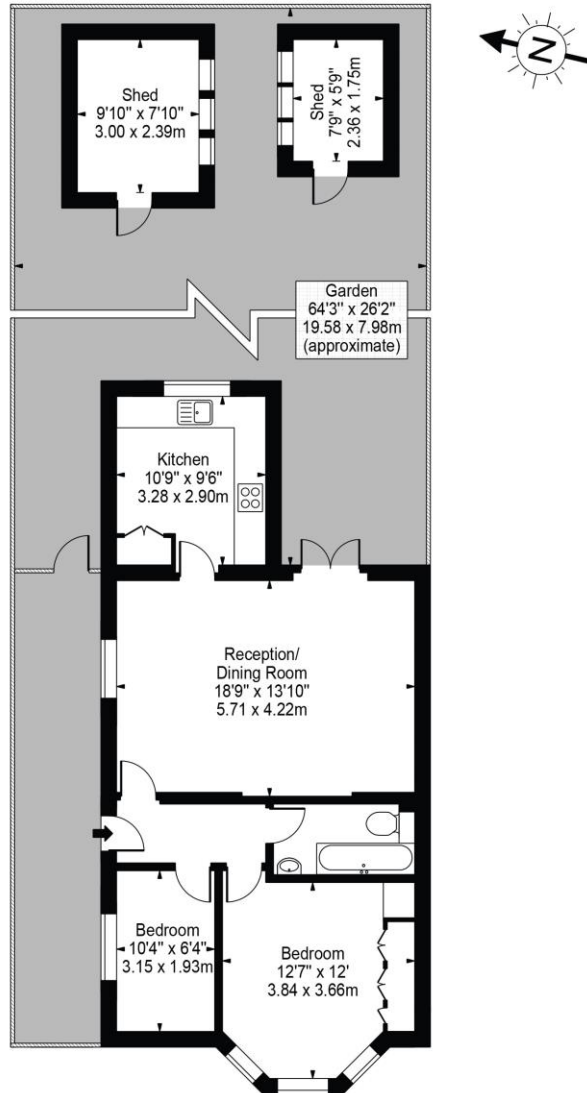 Shed
9'10" x 7'10"
3.00 x 2.39m
Shed
7'9" x 5'9"
2.36 x 1.75m
N
Garden
64'3" x 26'2"
19.58 x 7.98m
(approximate)
Kitchen
10'9" x 9'6"
3.28 x 2.90m
Reception/
Dining Room
18'9" x 13'10"
5.71 x 4.22m
Bedroom
10'4" x 6'4"
3.15 x 1.93m
Bedroom
12'7" x 12'
3.84 x 3.66m